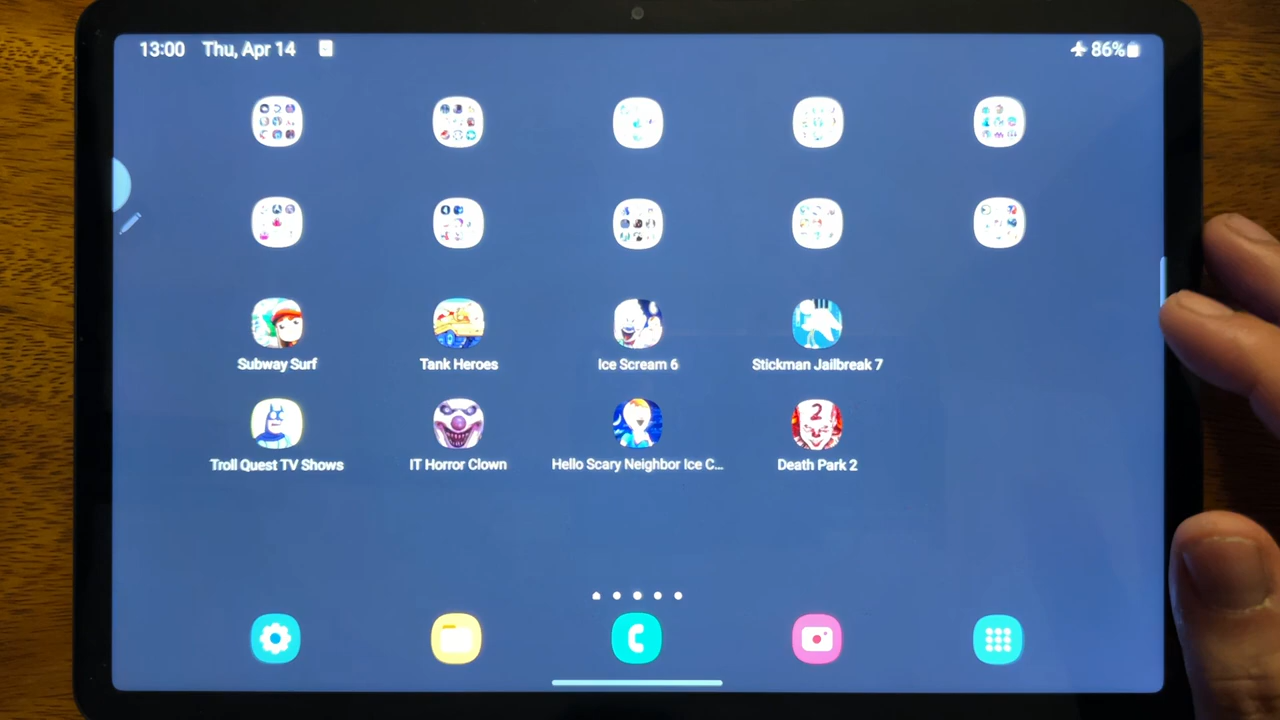 13:00 Thu, Apr 14 86%
Subway Surf Tank Heroes Ice Scream 6 Stickman Jailbreak 7
2
Troll Quest TV Shows IT Horror Clown Hello Scary Neighbor Ice C... Death Park 2